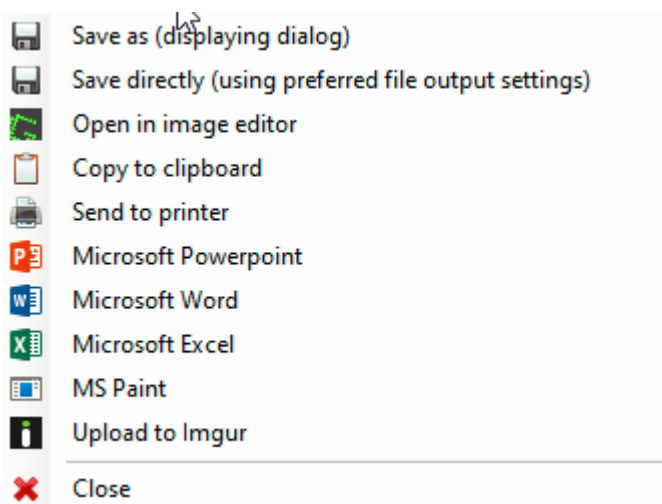 Save as (displaying dialog)
Save directly (using preferred file output settings)
Open in image editor
Copy to clipboard
Send to printer
Microsoft Powerpoint
Microsoft Word
Microsoft Excel
MS Paint
Upload to Imgur
Close